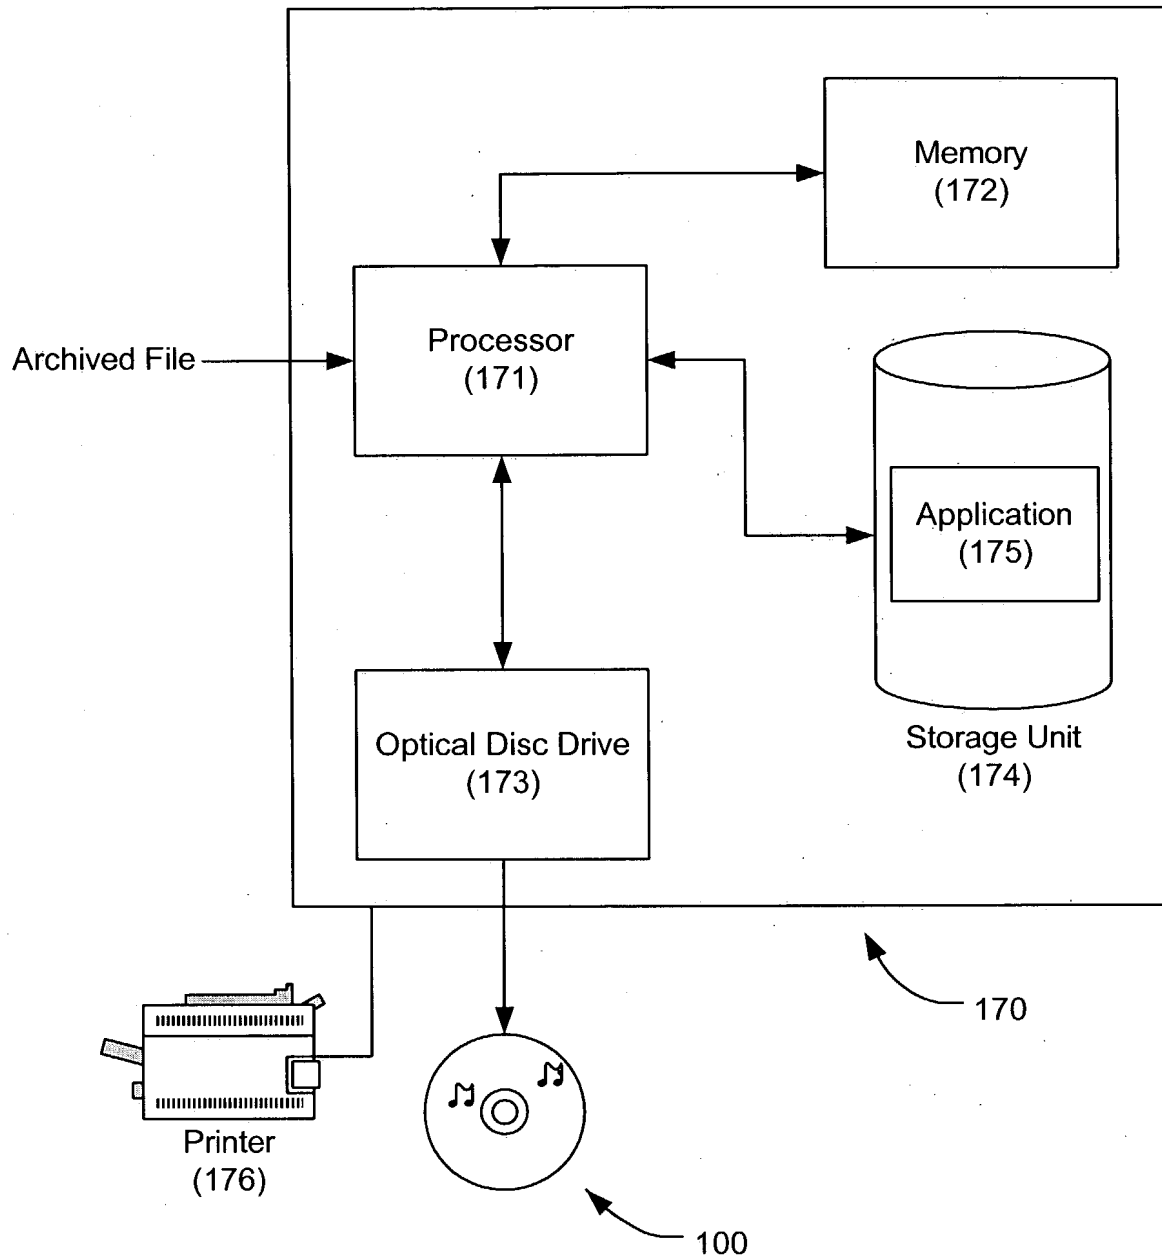 Memory
(172)
Processor
(171)
Archived File
Application
(175)
Optical Disc Drive
(173)
Storage Unit
(174)
170
Printer
(176)
100